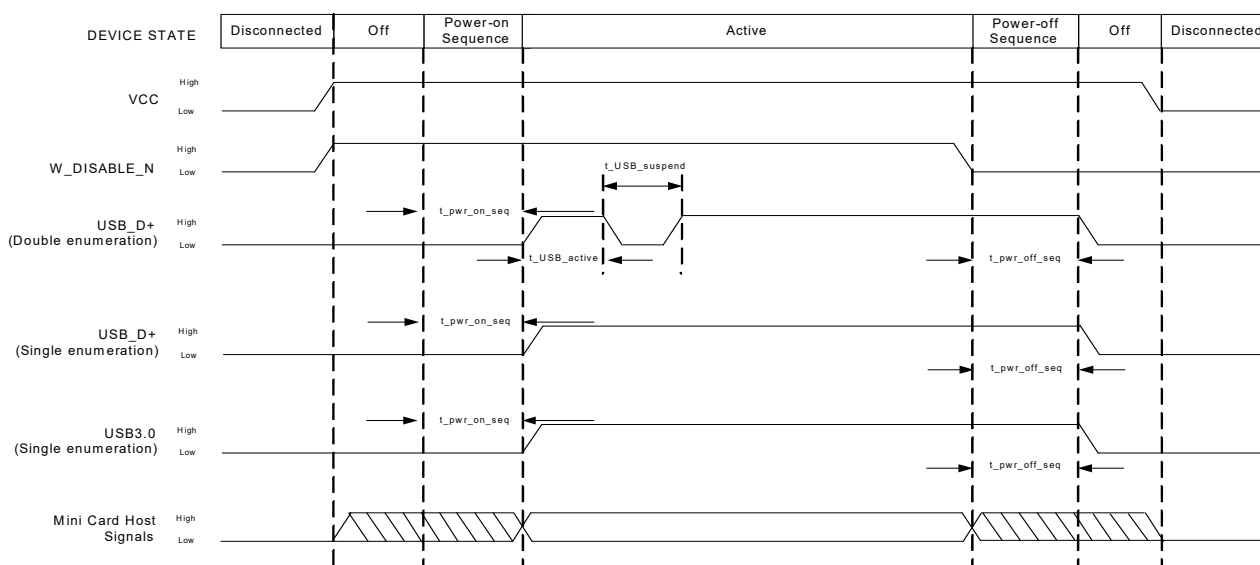 DEVICE STATE
Disconnected
Off
Power-on
Sequence
Active
Power-off
Sequence
Off
Disconnected
VCC
High
Low
W_DISABLE_N
High
Low
t_USB_suspend
USB_D+
(Double enumeration)
High
Low
t_pwr_on_seq
t_USB_active
t_pwr_off_seq
USB_D+
(Single enumeration)
High
Low
t_pwr_on_seq
t_pwr_off_seq
USB3.0
(Single enumeration)
High
Low
t_pwr_on_seq
t_pwr_off_seq
Mini Card Host
Signals
High
Low